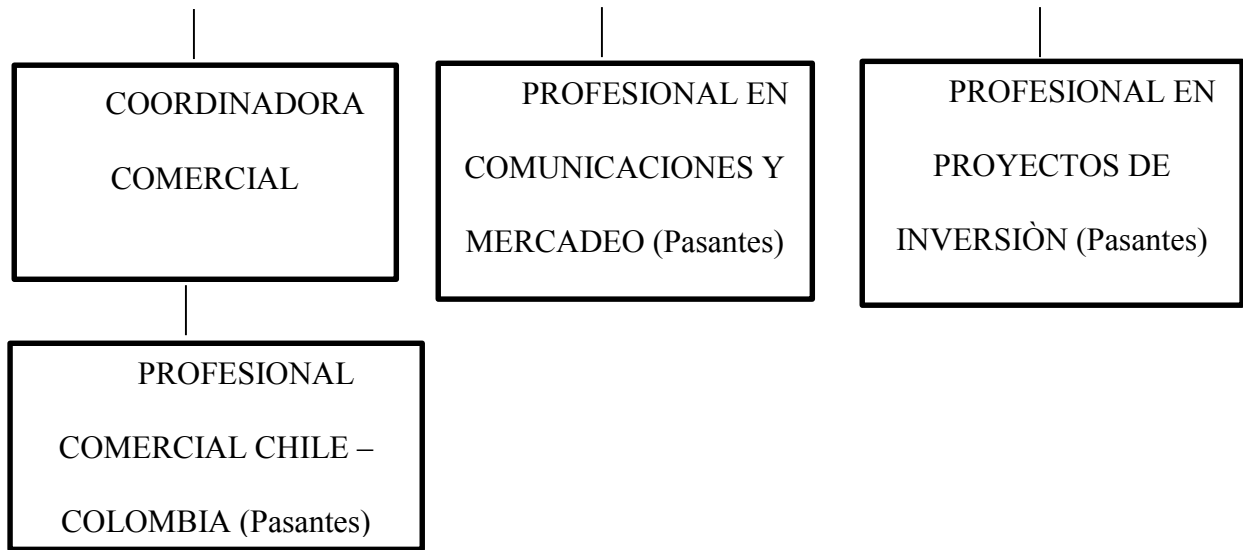 COORDINADORA
COMERCIAL
PROFESIONAL EN
COMUNICACIONES Y
MERCADEO (Pasantes)
PROFESIONAL EN
PROYECTOS DE
INVERSIÒN (Pasantes)
PROFESIONAL
COMERCIAL CHILE –
COLOMBIA (Pasantes)